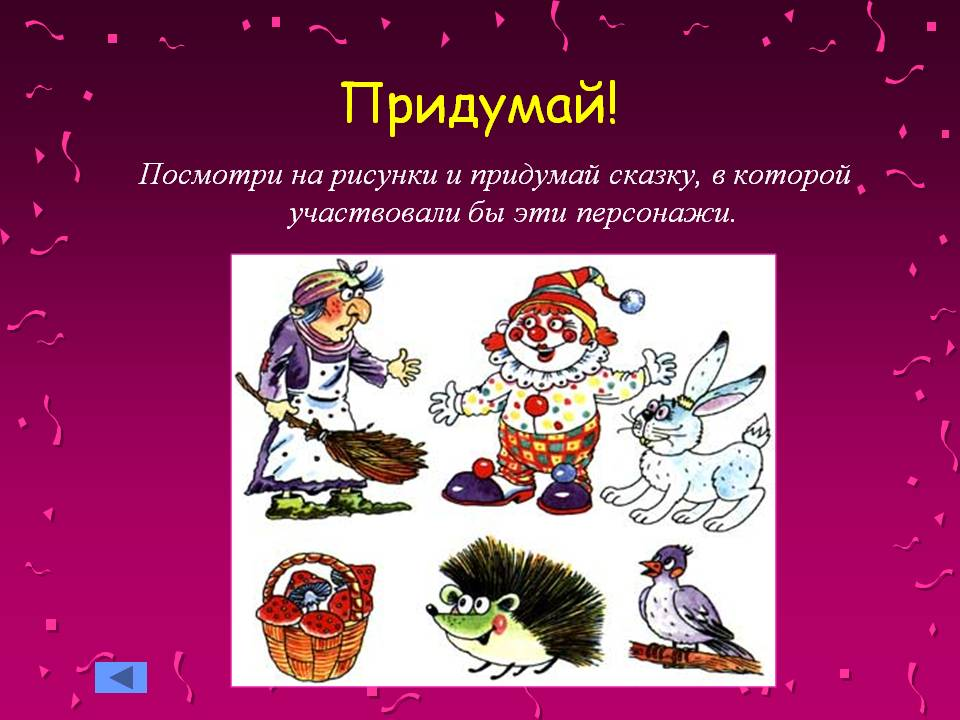 Придумай!
Посмотри на рисунки и придумай сказку, в которой
участвовали бы эти персонажи.